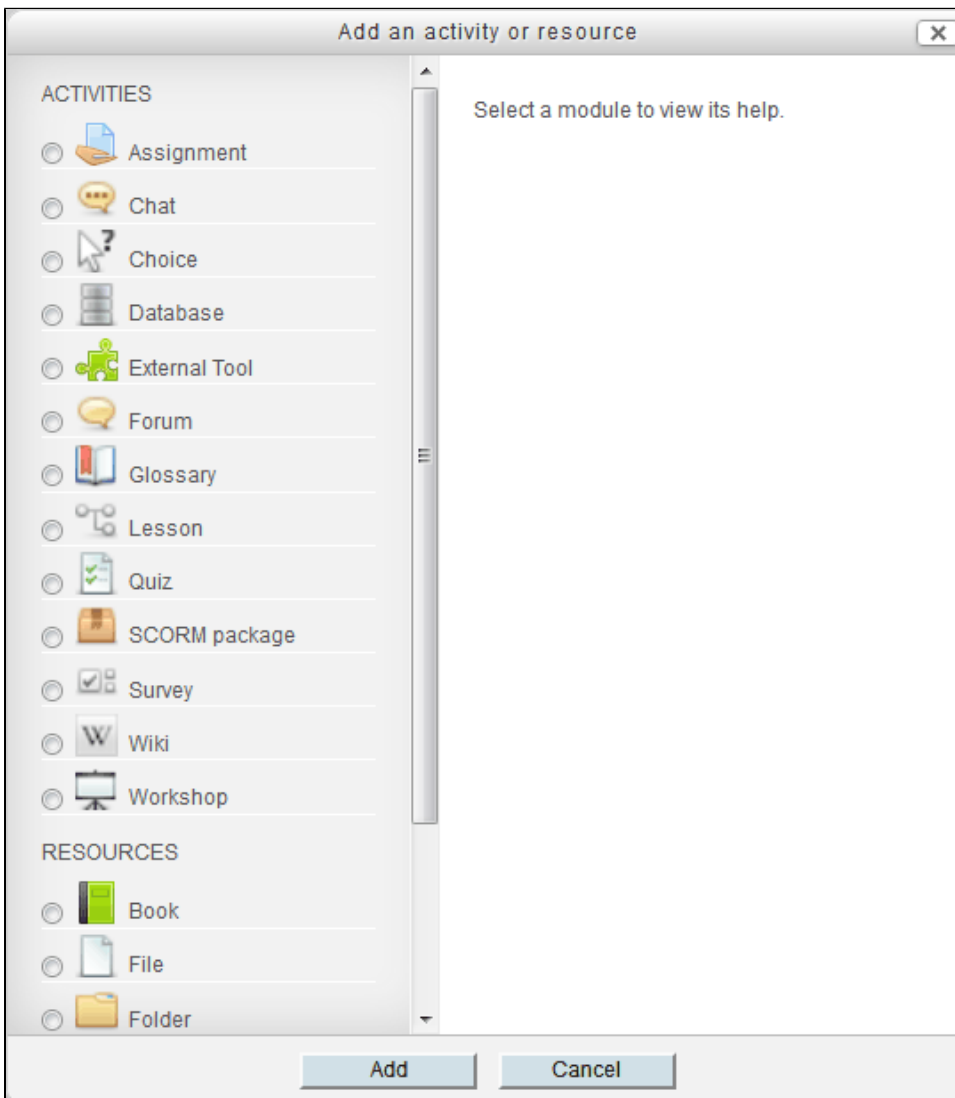 Add an activity or resource
ACTIVITIES
Assignment
Chat
Choice
Database
External Tool
Forum
Glossary
Lesson
Quiz
SCORM package
Survey
Wiki
Workshop
RESOURCES
Book
File
Folder
Select a module to view its help.
Add
Cancel